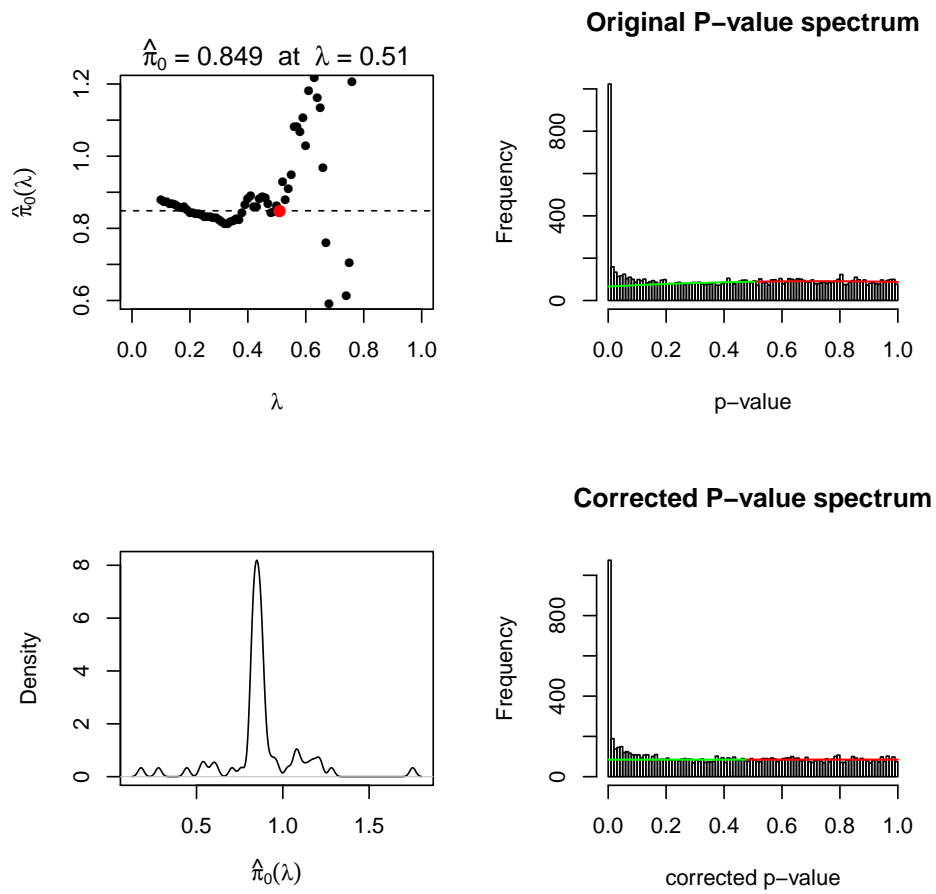 π̂₀ = 0.849 at λ = 0.51
π̂₀(λ)
0.6 0.8 1.0 1.2
0.0 0.2 0.4 0.6 0.8 1.0
λ
Original P−value spectrum
Frequency
0 400 800
0.0 0.2 0.4 0.6 0.8 1.0
p−value
Density
0 2 4 6 8
0.5 1.0 1.5
π̂₀(λ)
Corrected P−value spectrum
Frequency
0 400 800
0.0 0.2 0.4 0.6 0.8 1.0
corrected p−value